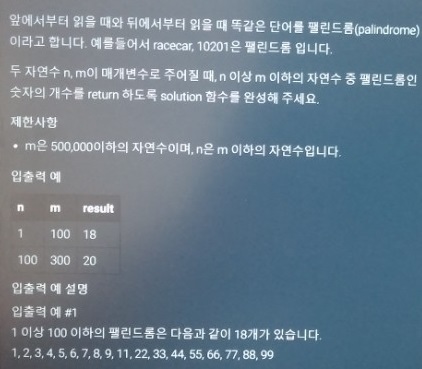 앞에서부터 읽을 때와 뒤에서부터 읽을 때 똑같은 단어를 팰린드롬(palindrome)
이라고 합니다. 예를들어서 racecar, 10201은 팰린드롬 입니다.
두 자연수 n, m이 매개변수로 주어질 때, n 이상 m 이하의 자연수 중 팰린드롬인
숫자의 개수를 return 하도록 solution 함수를 완성해 주세요.
제한사항
• m은 500,000이하의 자연수이며, n은 m 이하의 자연수입니다.
입출력 예
n m result
1 100 18
100 300 20
입출력 예 설명
입출력 예 #1
1 이상 100 이하의 팰린드롬은 다음과 같이 18개가 있습니다.
1, 2, 3, 4, 5, 6, 7, 8, 9, 11, 22, 33, 44, 55, 66, 77, 88, 99